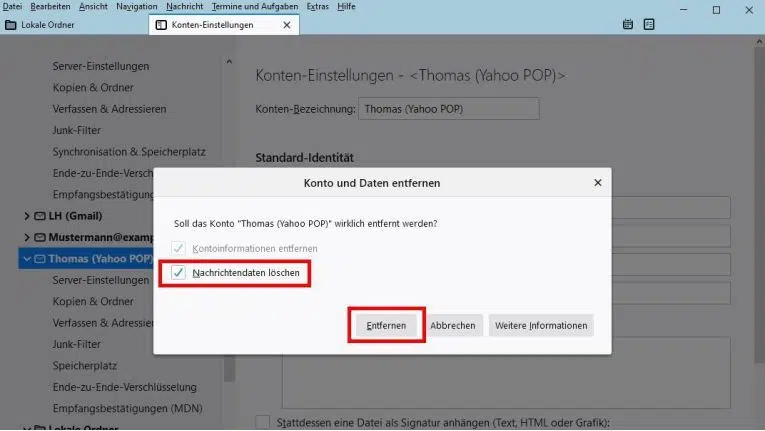 Datei Bearbeiten Ansicht Navigation Nachricht Termine und Aufgaben Extras Hilfe
Lokale Ordner
Konten-Einstellungen
Server-Einstellungen
Kopien & Ordner
Verfassen & Adressieren
Junk-Filter
Synchronisation & Speicherplatz
Ende-zu-Ende-Versch
Empfangsbestätigung
LH (Gmail)
Mustermann@examp
Thomas (Yahoo POP)
Server-Einstellungen
Kopien & Ordner
Verfassen & Adressieren
Junk-Filter
Speicherplatz
Ende-zu-Ende-Verschlüsselung
Empfangsbestätigungen (MDN)
Lokale Ordner
Konten-Einstellungen - <Thomas (Yahoo POP)>
Konten-Bezeichnung: Thomas (Yahoo POP)
Standard-Identität
Konto und Daten entfernen
Soll das Konto "Thomas (Yahoo POP)" wirklich entfernt werden?
Kontoinformationen entfernen
Nachrichtendaten löschen
Entfernen
Abbrechen
Weitere Informationen
Stattdessen eine Datei als Signatur anhängen (Text, HTML oder Grafik):